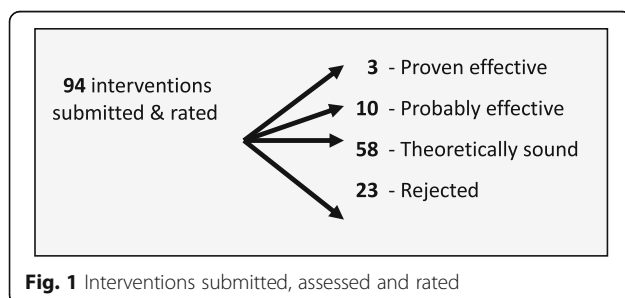 94 interventions
submitted & rated
3 - Proven effective
10 - Probably effective
58 - Theoretically sound
23 - Rejected
Fig. 1 Interventions submitted, assessed and rated